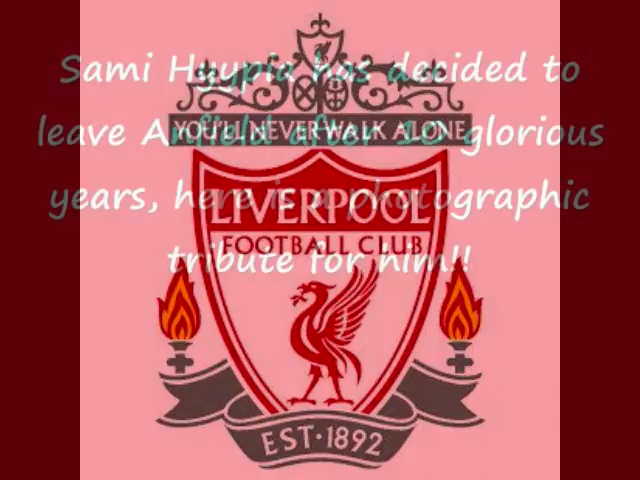 Sami Hyypia has decided to
leave Anfield after 10 glorious
years, here is a photographic
tribute for him!!
YOU'LL NEVER WALK ALONE
LIVERPOOL
FOOTBALL CLUB
EST·1892